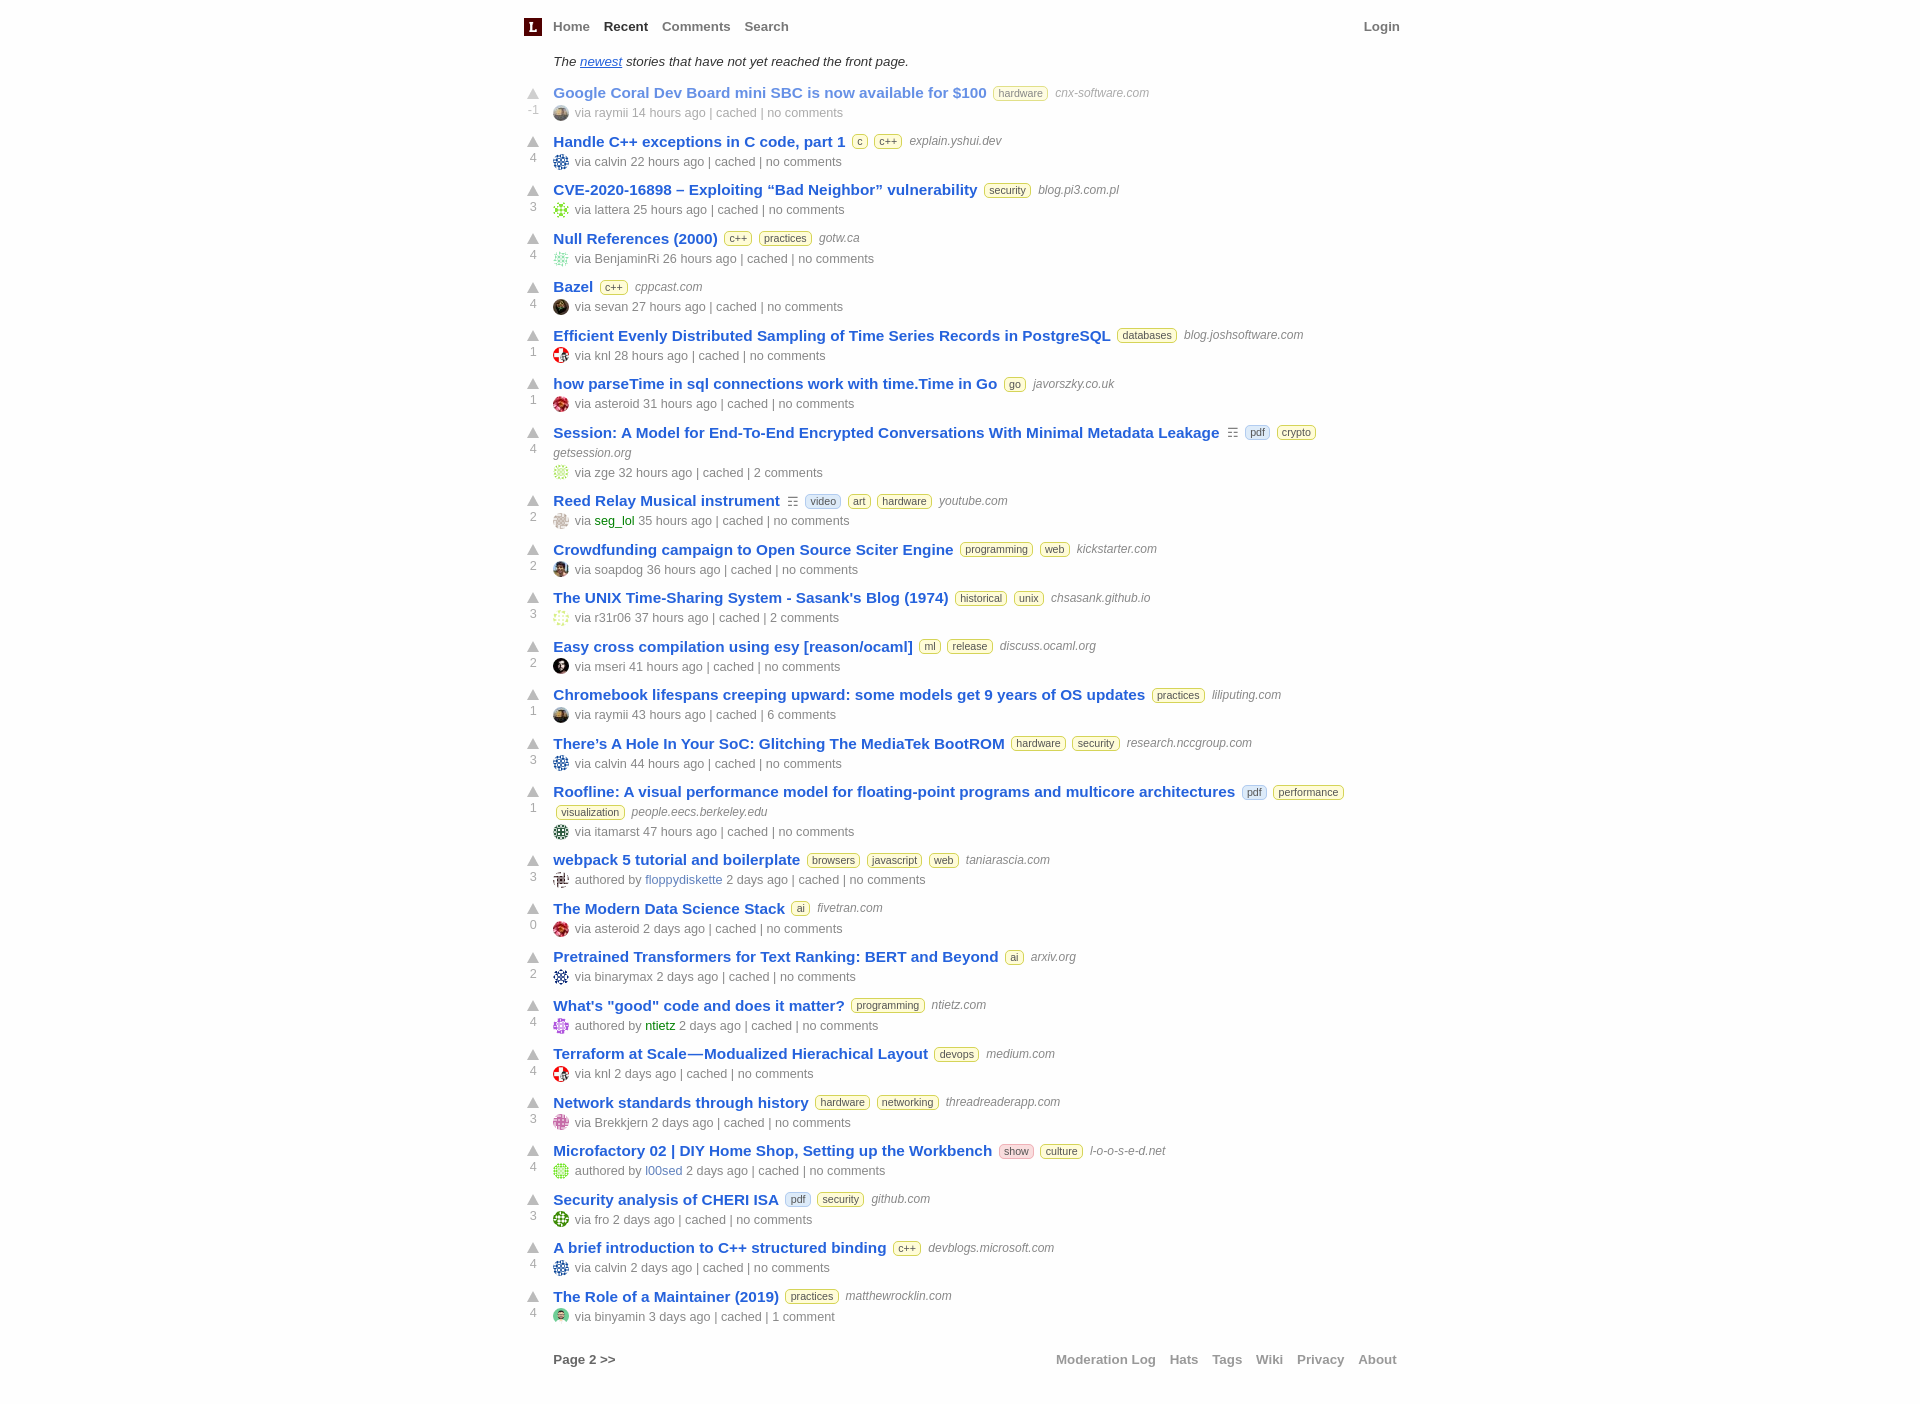 L Home Recent Comments Search Login
The newest stories that have not yet reached the front page.
Google Coral Dev Board mini SBC is now available for $100 hardware cnx-software.com
-1 via raymii 14 hours ago | cached | no comments
Handle C++ exceptions in C code, part 1 c c++ explain.yshui.dev
4 via calvin 22 hours ago | cached | no comments
CVE-2020-16898 – Exploiting “Bad Neighbor” vulnerability security blog.pi3.com.pl
3 via lattera 25 hours ago | cached | no comments
Null References (2000) c++ practices gotw.ca
4 via BenjaminRi 26 hours ago | cached | no comments
Bazel c++ cppcast.com
4 via sevan 27 hours ago | cached | no comments
Efficient Evenly Distributed Sampling of Time Series Records in PostgreSQL databases blog.joshsoftware.com
1 via knl 28 hours ago | cached | no comments
how parseTime in sql connections work with time.Time in Go go javorszky.co.uk
1 via asteroid 31 hours ago | cached | no comments
Session: A Model for End-To-End Encrypted Conversations With Minimal Metadata Leakage ☶ pdf crypto
4 getsession.org
via zge 32 hours ago | cached | 2 comments
Reed Relay Musical instrument ☶ video art hardware youtube.com
2 via seg_lol 35 hours ago | cached | no comments
Crowdfunding campaign to Open Source Sciter Engine programming web kickstarter.com
2 via soapdog 36 hours ago | cached | no comments
The UNIX Time-Sharing System - Sasank's Blog (1974) historical unix chsasank.github.io
3 via r31r06 37 hours ago | cached | 2 comments
Easy cross compilation using esy [reason/ocaml] ml release discuss.ocaml.org
2 via mseri 41 hours ago | cached | no comments
Chromebook lifespans creeping upward: some models get 9 years of OS updates practices liliputing.com
1 via raymii 43 hours ago | cached | 6 comments
There’s A Hole In Your SoC: Glitching The MediaTek BootROM hardware security research.nccgroup.com
3 via calvin 44 hours ago | cached | no comments
Roofline: A visual performance model for floating-point programs and multicore architectures pdf performance
1 visualization people.eecs.berkeley.edu
via itamarst 47 hours ago | cached | no comments
webpack 5 tutorial and boilerplate browsers javascript web taniarascia.com
3 authored by floppydiskette 2 days ago | cached | no comments
The Modern Data Science Stack ai fivetran.com
0 via asteroid 2 days ago | cached | no comments
Pretrained Transformers for Text Ranking: BERT and Beyond ai arxiv.org
2 via binarymax 2 days ago | cached | no comments
What's "good" code and does it matter? programming ntietz.com
4 authored by ntietz 2 days ago | cached | no comments
Terraform at Scale — Modualized Hierachical Layout devops medium.com
4 via knl 2 days ago | cached | no comments
Network standards through history hardware networking threadreaderapp.com
3 via Brekkjern 2 days ago | cached | no comments
Microfactory 02 | DIY Home Shop, Setting up the Workbench show culture l-o-o-s-e-d.net
4 authored by l00sed 2 days ago | cached | no comments
Security analysis of CHERI ISA pdf security github.com
3 via fro 2 days ago | cached | no comments
A brief introduction to C++ structured binding c++ devblogs.microsoft.com
4 via calvin 2 days ago | cached | no comments
The Role of a Maintainer (2019) practices matthewrocklin.com
4 via binyamin 3 days ago | cached | 1 comment
Page 2 >> Moderation Log Hats Tags Wiki Privacy About